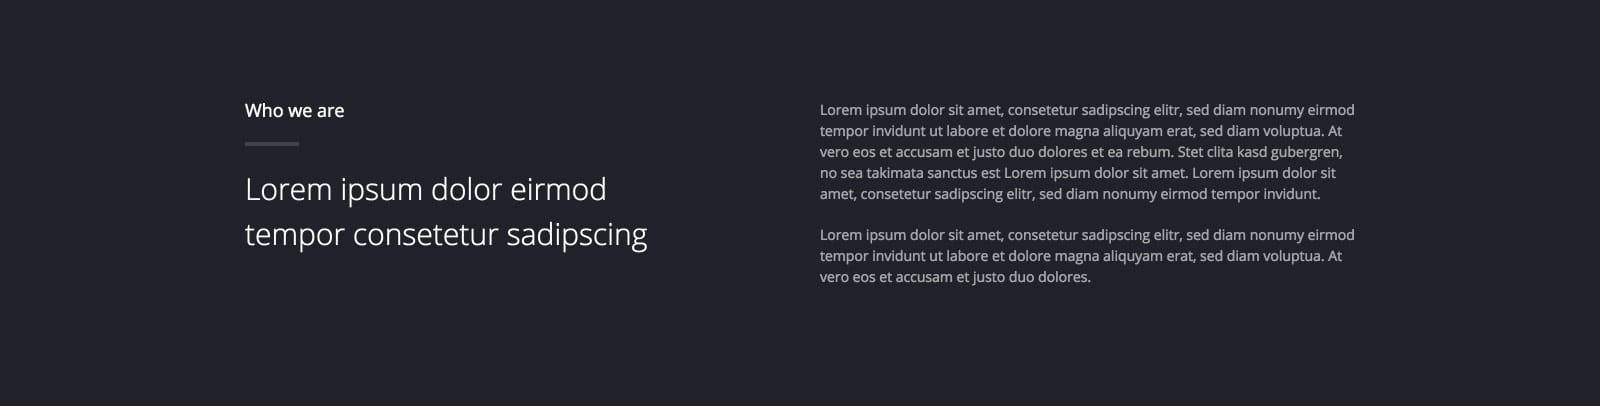 Who we are
Lorem ipsum dolor eirmod
tempor consetetur sadipscing
Lorem ipsum dolor sit amet, consetetur sadipscing elitr, sed diam nonumy eirmod
tempor invidunt ut labore et dolore magna aliquyam erat, sed diam voluptua. At
vero eos et accusam et justo duo dolores et ea rebum. Stet clita kasd gubergren,
no sea takimata sanctus est Lorem ipsum dolor sit amet. Lorem ipsum dolor sit
amet, consetetur sadipscing elitr, sed diam nonumy eirmod tempor invidunt.
Lorem ipsum dolor sit amet, consetetur sadipscing elitr, sed diam nonumy eirmod
tempor invidunt ut labore et dolore magna aliquyam erat, sed diam voluptua. At
vero eos et accusam et justo duo dolores.